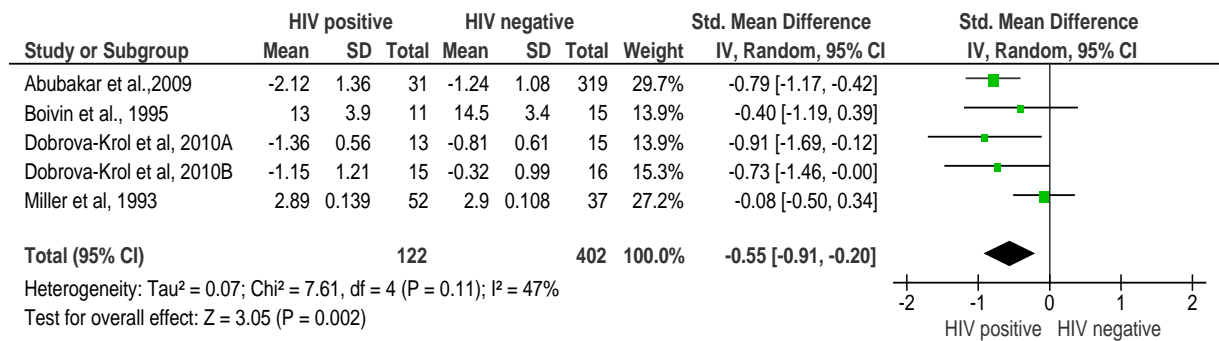 HIV positive HIV negative Std. Mean Difference Std. Mean Difference
Study or Subgroup Mean SD Total Mean SD Total Weight IV, Random, 95% CI IV, Random, 95% CI
Abubakar et al.,2009 -2.12 1.36 31 -1.24 1.08 319 29.7% -0.79 [-1.17, -0.42]
Boivin et al., 1995 13 3.9 11 14.5 3.4 15 13.9% -0.40 [-1.19, 0.39]
Dobrova-Krol et al, 2010A -1.36 0.56 13 -0.81 0.61 15 13.9% -0.91 [-1.69, -0.12]
Dobrova-Krol et al, 2010B -1.15 1.21 15 -0.32 0.99 16 15.3% -0.73 [-1.46, -0.00]
Miller et al, 1993 2.89 0.139 52 2.9 0.108 37 27.2% -0.08 [-0.50, 0.34]
Total (95% CI) 122 402 100.0% -0.55 [-0.91, -0.20]
Heterogeneity: Tau² = 0.07; Chi² = 7.61, df = 4 (P = 0.11); I² = 47%
Test for overall effect: Z = 3.05 (P = 0.002)
-2 -1 0 1 2
HIV positive HIV negative